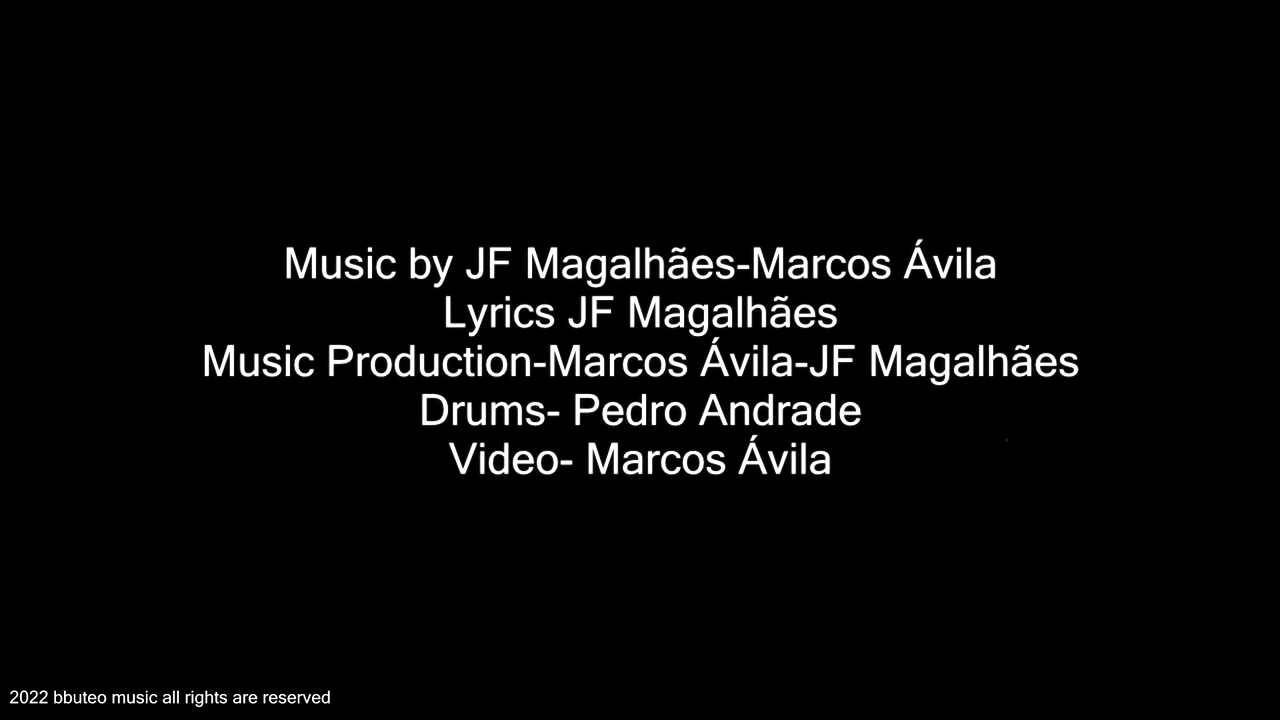 Music by JF Magalhães-Marcos Ávila
Lyrics JF Magalhães
Music Production-Marcos Ávila-JF Magalhães
Drums- Pedro Andrade
Video- Marcos Ávila
2022 bbuteo music all rights are reserved